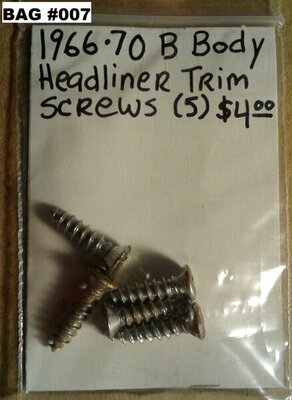 BAG #007
1966-70 B Body
Headliner Trim
Screws (5) $4.00